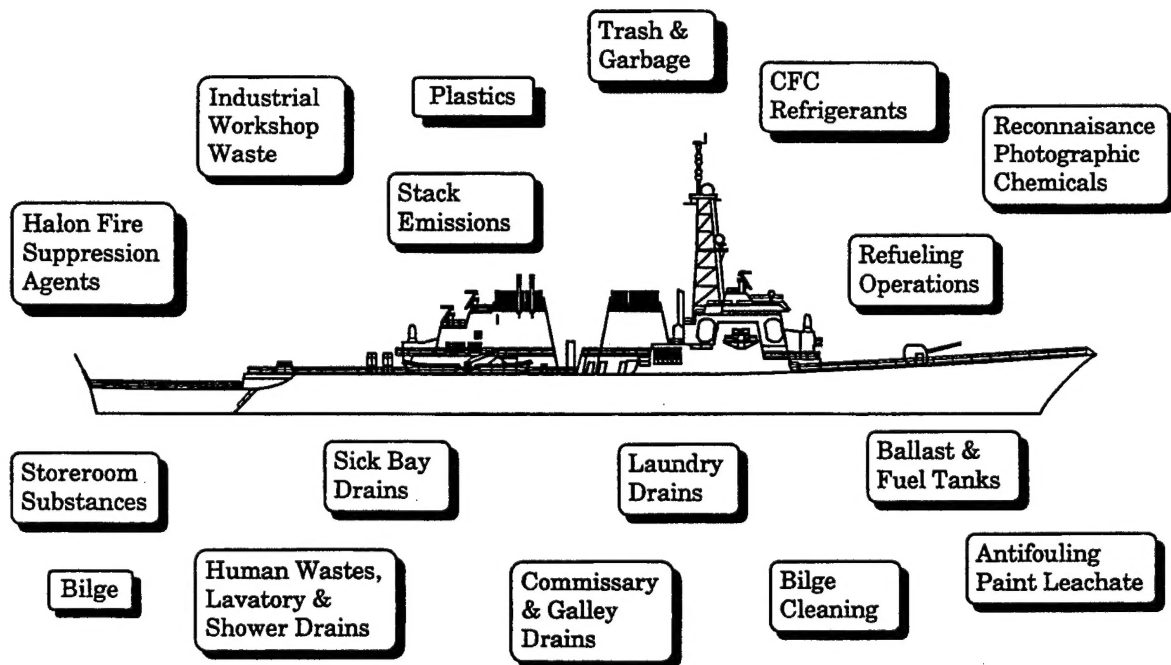 Trash &
Garbage
Industrial
Workshop
Waste
Plastics
CFC
Refrigerants
Reconnaisance
Photographic
Chemicals
Stack
Emissions
Halon Fire
Suppression
Agents
Refueling
Operations
Storeroom
Substances
Sick Bay
Drains
Laundry
Drains
Ballast &
Fuel Tanks
Bilge
Human Wastes,
Lavatory &
Shower Drains
Commissary
& Galley
Drains
Bilge
Cleaning
Antifouling
Paint Leachate